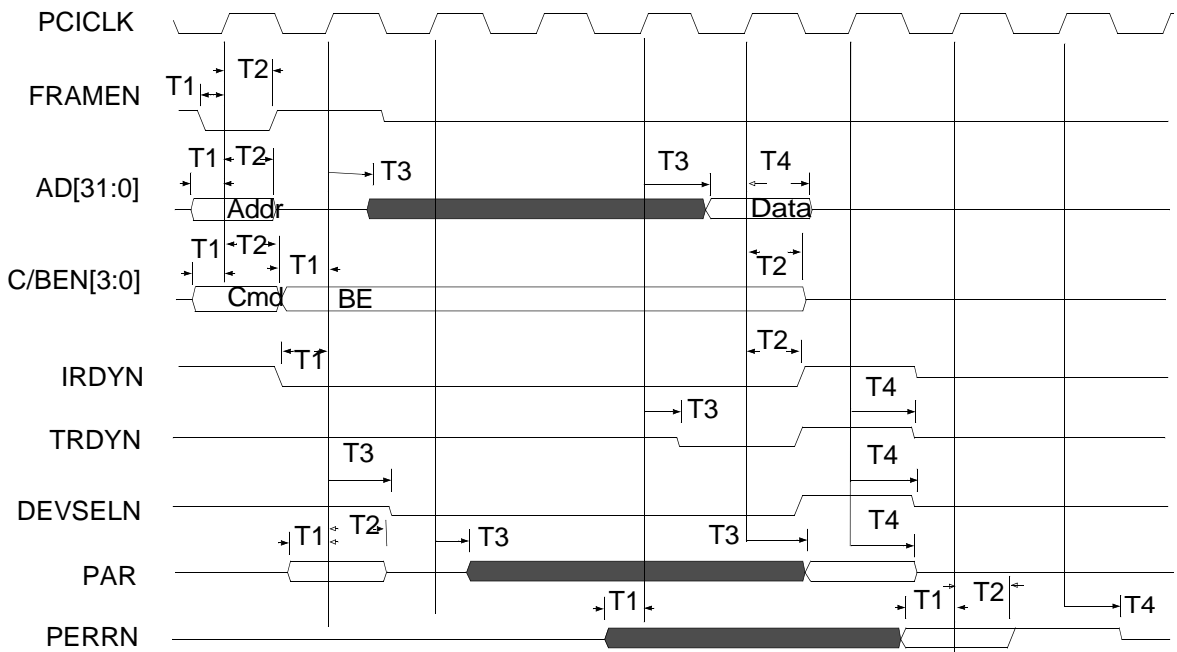 PCICLK
T1 T2
FRAMEN
T1 T2 T3 T3 T4
AD[31:0]
Addr Data
T1 T2 T1 T2
C/BEN[3:0]
Cmd BE
T1 T2
IRDYN
T4
T3
TRDYN
T3 T4
DEVSELN
T1 T2 T3 T3 T4
PAR
T1 T1 T2 T4
PERRN